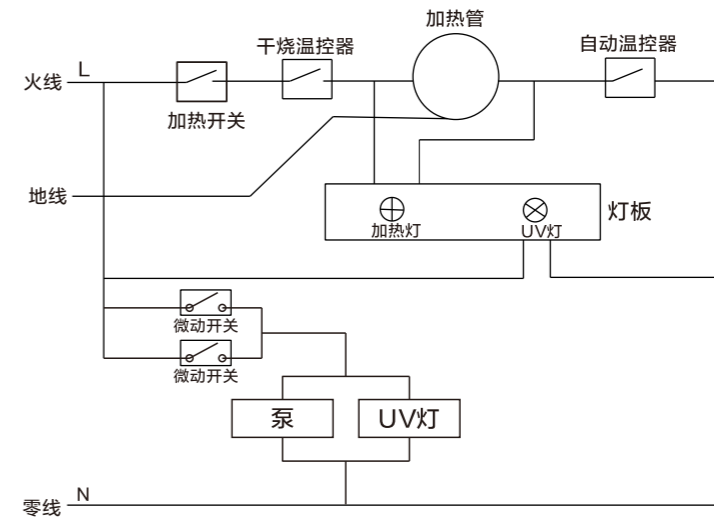 加热管
干烧温控器
自动温控器
火线 L
加热开关
地线
灯板
加热灯
UV灯
微动开关
微动开关
泵
UV灯
零线 N